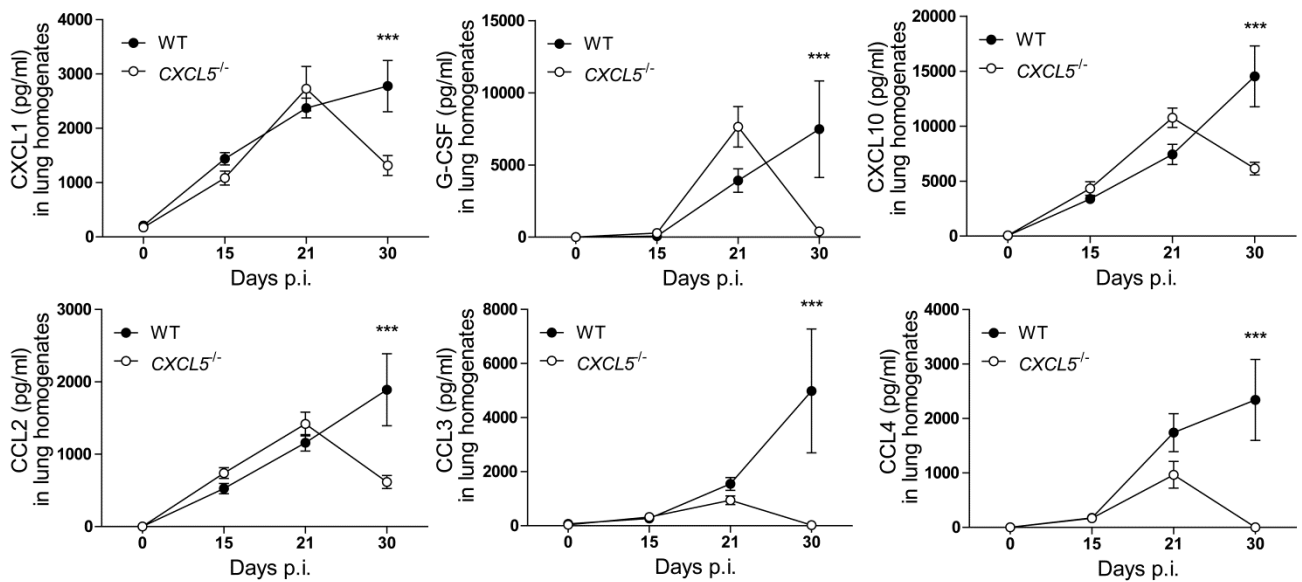 CXCL1 (pg/ml)
in lung homogenates
4000
3000
2000
1000
0
WT
CXCL5-/-
***
0 15 21 30
Days p.i.
G-CSF (pg/ml)
in lung homogenates
15000
10000
5000
0
WT
CXCL5-/-
***
0 15 21 30
Days p.i.
CXCL10 (pg/ml)
in lung homogenates
20000
15000
10000
5000
0
WT
CXCL5-/-
***
0 15 21 30
Days p.i.
CCL2 (pg/ml)
in lung homogenates
3000
2000
1000
0
WT
CXCL5-/-
***
0 15 21 30
Days p.i.
CCL3 (pg/ml)
in lung homogenates
8000
6000
4000
2000
0
WT
CXCL5-/-
***
0 15 21 30
Days p.i.
CCL4 (pg/ml)
in lung homogenates
4000
3000
2000
1000
0
WT
CXCL5-/-
***
0 15 21 30
Days p.i.